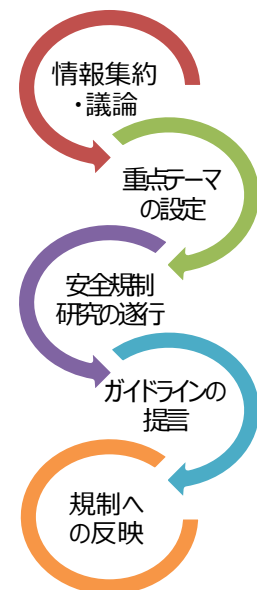 情報集約
・議論
重点テーマ
の設定
安全規制
研究の遂行
ガイドラインの
提言
規制へ
の反映